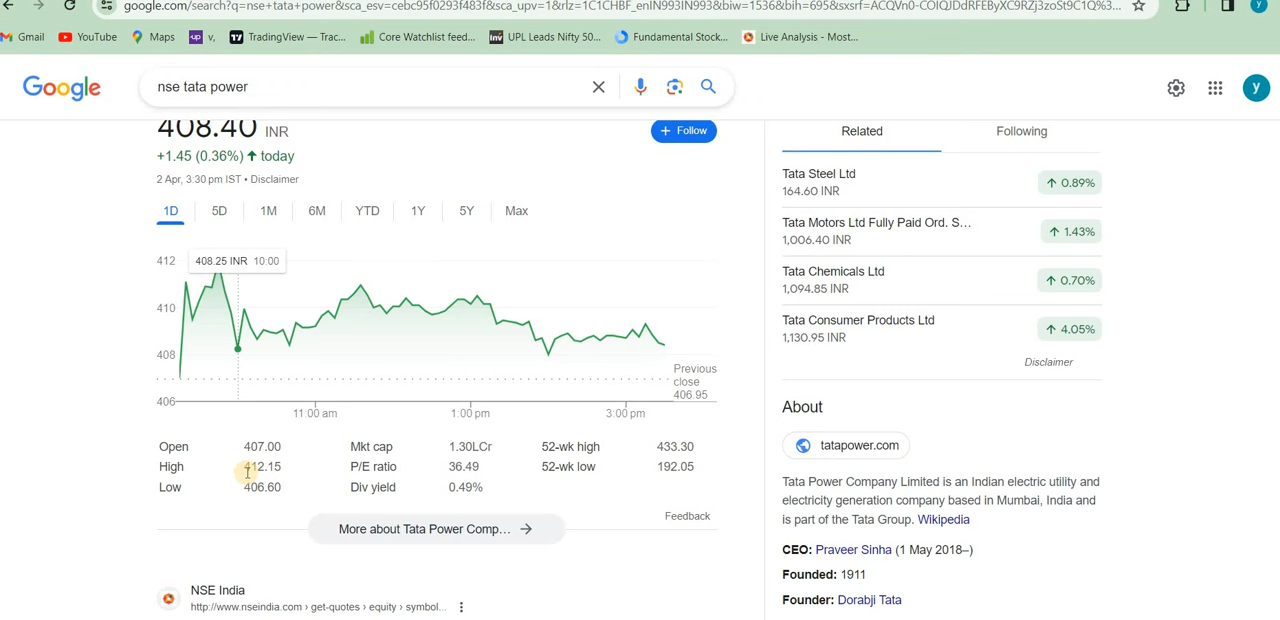 google.com/search?q=nse+tata+power&sca_esv=cebc95f0293f483f&sca_upv=1&rlz=1C1CHBF_enIN993IN993&biw=1536&bih=695&sxsrf=ACQVn0-COIQJDdRFEByXC9RZj3zoSt9C1Q%3...
y
Gmail YouTube Maps up v, TradingView — Trac... Core Watchlist feed... Inv UPL Leads Nifty 50... Fundamental Stock... Live Analysis - Most...
Google nse tata power y
408.40 INR + Follow
+1.45 (0.36%) ↑ today
2 Apr, 3:30 pm IST • Disclaimer
1D 5D 1M 6M YTD 1Y 5Y Max
412
410
408
406
408.25 INR 10:00
Previous
close
406.95
11:00 am 1:00 pm 3:00 pm
Open 407.00 Mkt cap 1.30LCr 52-wk high 433.30
High 412.15 P/E ratio 36.49 52-wk low 192.05
Low 406.60 Div yield 0.49%
More about Tata Power Comp... →
Feedback
NSE India
http://www.nseindia.com › get-quotes › equity › symbol...
Related Following
Tata Steel Ltd
164.60 INR
↑ 0.89%
Tata Motors Ltd Fully Paid Ord. S...
1,006.40 INR
↑ 1.43%
Tata Chemicals Ltd
1,094.85 INR
↑ 0.70%
Tata Consumer Products Ltd
1,130.95 INR
↑ 4.05%
Disclaimer
About
tatapower.com
Tata Power Company Limited is an Indian electric utility and
electricity generation company based in Mumbai, India and
is part of the Tata Group. Wikipedia
CEO: Praveer Sinha (1 May 2018–)
Founded: 1911
Founder: Dorabji Tata